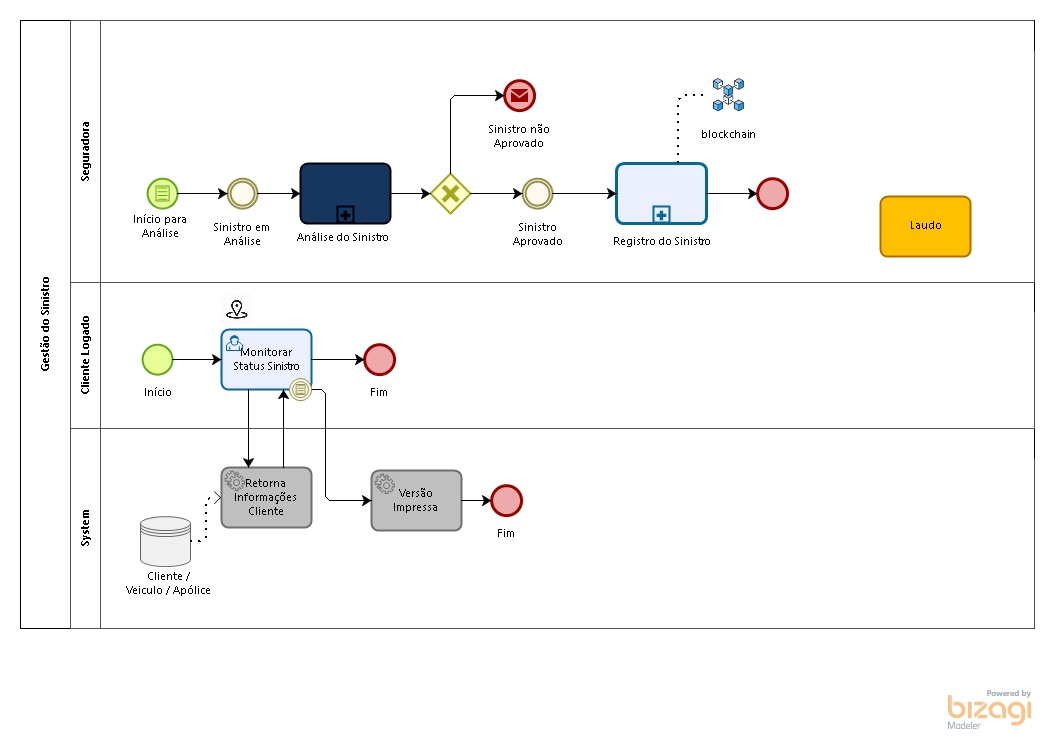 Gestão do Sinistro
Seguradora
Início para
Análise
Sinistro em
Análise
Análise do Sinistro
Sinistro não
Aprovado
Sinistro
Aprovado
Registro do Sinistro
blockchain
Laudo
Cliente Logado
Início
Monitorar
Status Sinistro
Fim
System
Retorna
Informações
Cliente
Cliente /
Veiculo / Apólice
Versão
Impressa
Fim
Powered by
bizagi
Modeler